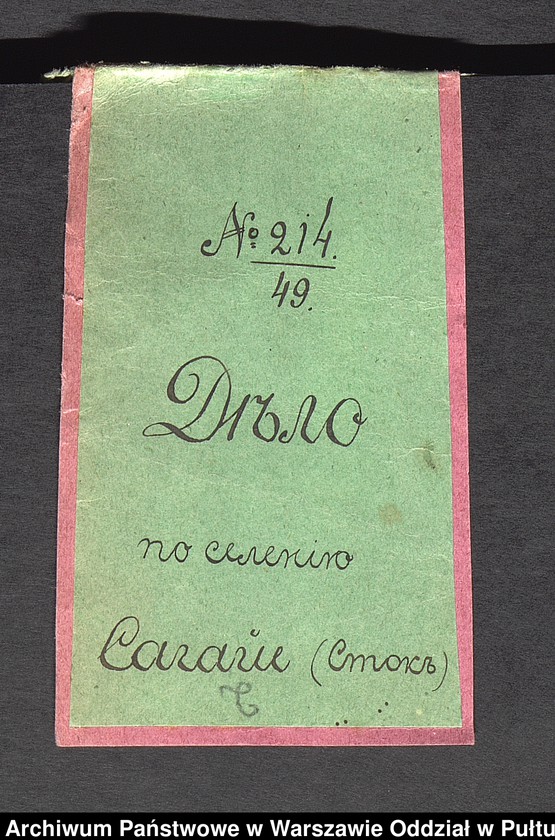 № 214.
49.
Дѣло
по селенію
Сагайе (Стокъ)
Archiwum Państwowe w Warszawie Oddział w Pułtu